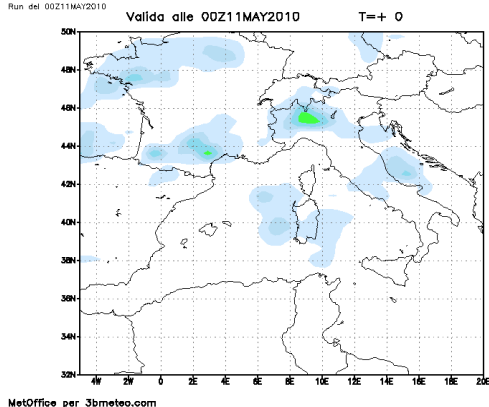 Run del 00Z11MAY2010
Valida alle 00Z11MAY2010 T=+ 0
50N
48N
46N
44N
42N
40N
38N
36N
34N
32N
4W 2W 0 2E 4E 6E 8E 10E 12E 14E 16E 18E 20E
MetOffice per 3bmeteo.com